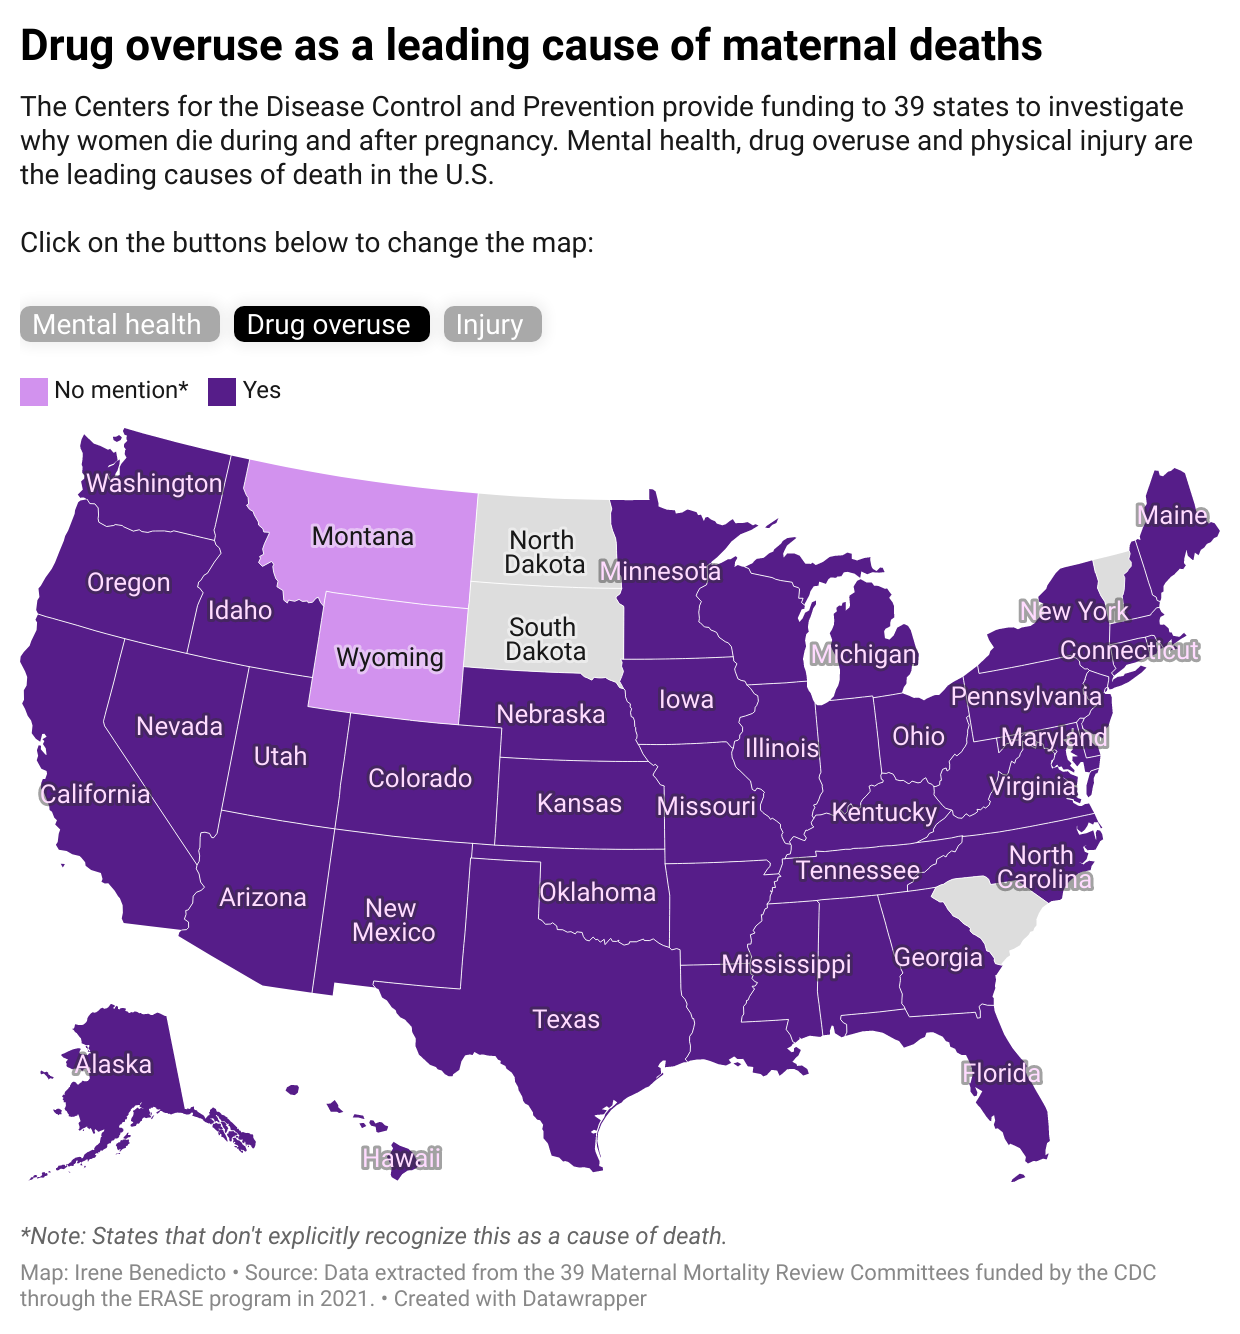 Drug overuse as a leading cause of maternal deaths
The Centers for the Disease Control and Prevention provide funding to 39 states to investigate
why women die during and after pregnancy. Mental health, drug overuse and physical injury are
the leading causes of death in the U.S.
Click on the buttons below to change the map:
Mental health Drug overuse Injury
No mention* Yes
Washington
Montana
Maine
North
Dakota
Minnesota
Oregon
Idaho
New York
South
Dakota
Wyoming
Michigan
Connecticut
Iowa
Pennsylvania
Nebraska
Nevada
Ohio
Maryland
Illinois
Utah
Colorado
Virginia
California
Kansas
Missouri
Kentucky
North
Carolina
Tennessee
Oklahoma
Arizona
New
Mexico
Georgia
Mississippi
Texas
Alaska
Florida
Hawaii
*Note: States that don't explicitly recognize this as a cause of death.
Map: Irene Benedicto • Source: Data extracted from the 39 Maternal Mortality Review Committees funded by the CDC
through the ERASE program in 2021. • Created with Datawrapper